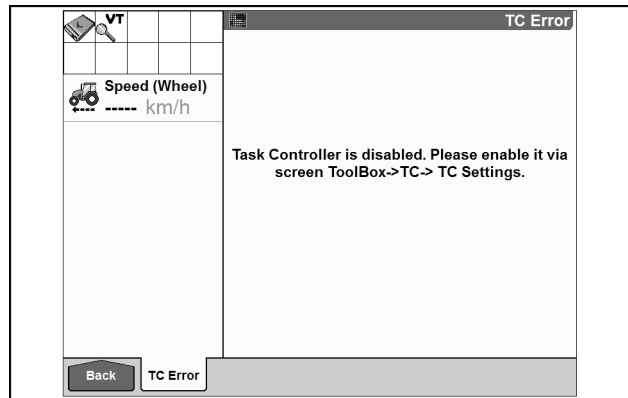 VT
L
TC Error
Speed (Wheel)
----- km/h
Task Controller is disabled. Please enable it via
screen ToolBox->TC-> TC Settings.
Back
TC Error